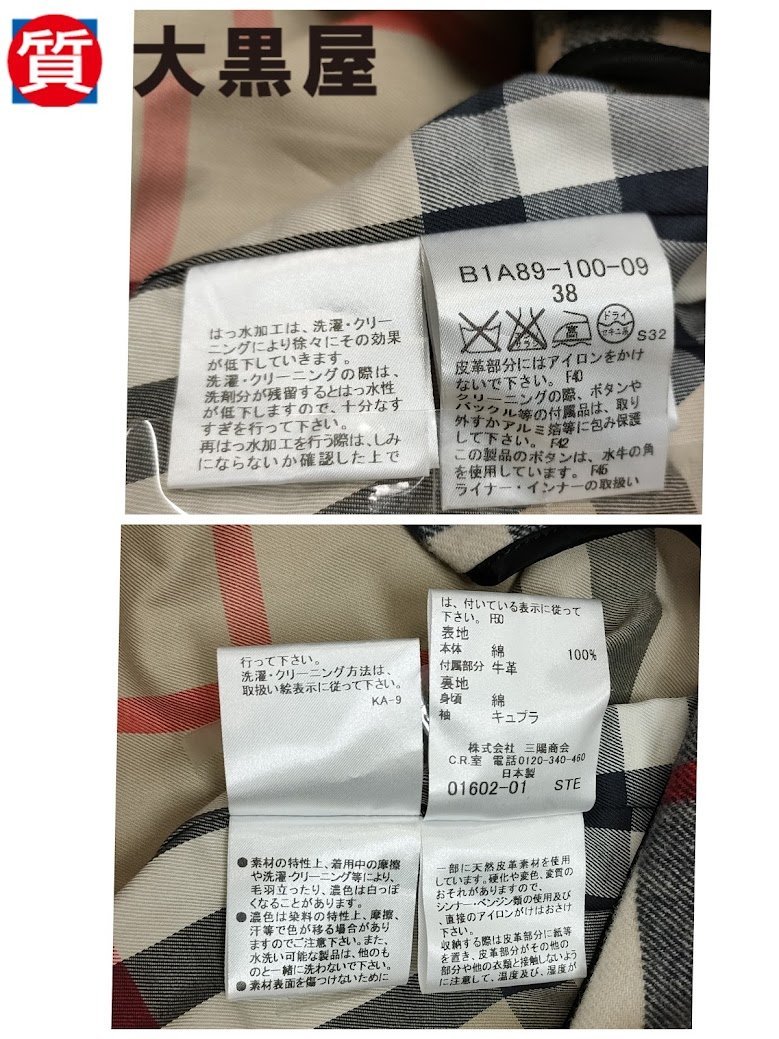 質 大黒屋
はっ水加工は、洗濯・クリー
ニングにより徐々にその効果
が低下していきます。
洗濯・クリーニングの際は、
洗剤分が残留するとはっ水性
が低下しますので、十分なす
すぎを行って下さい。
再はっ水加工を行う際は、しみ
にならないか確認した上で
B1A89-100-09
38
エンソ
サラシ
高
ドライ
セキユ系
S32
皮革部分にはアイロンをかけ
ないで下さい。F40
クリーニングの際、ボタンや
バックル等の付属品は、取り
外すかアルミ箔等に包み保護
して下さい。F42
この製品のボタンは、水牛の角
を使用しています。F45
ライナー・インナーの取扱い
行って下さい。
洗濯・クリーニング方法は、
取扱い絵表示に従って下さい。
KA-9
は、付いている表示に従って
下さい。F50
表地
本体 綿 100%
付属部分 牛革
裏地
身頃 綿
袖 キュプラ
株式会社 三陽商会
C.R.室 電話0120-340-460
日本製
01602-01 STE
●素材の特性上、着用中の摩擦
や洗濯・クリーニング等により、
毛羽立ったり、濃色は白っぽ
くなることがあります。
●濃色は染料の特性上、摩擦、
汗等で色が移る場合があり
ますのでご注意下さい。また、
水洗い可能な製品は、他のも
のと一緒に洗わないで下さい。
●素材表面を傷つけないために
一部に天然皮革素材を使用
しています。硬化や変色、変質の
おそれがありますので、
シンナー・ベンジン類の使用及び
、直接のアイロンがけはおさけ
下さい。
収納する際は皮革部分に紙等
を置き、皮革部分がその他の
部分や他の衣類と接触しないよう
に注意して、温度及び、湿度が